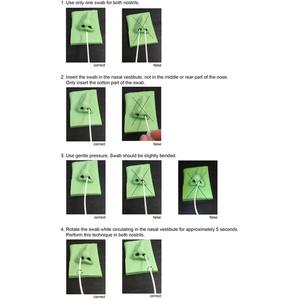 1. Use only one swab for both nostrils.
correct false
2. Insert the swab in the nasal vestibule, not in the middle or rear part of the nose.
Only insert the cotton part of the swab.
correct false
3. Use gentle pressure. Swab should be slightly bended.
correct false false
4. Rotate the swab while circulating in the nasal vestibule for approximately 5 seconds.
Perform this technique in both nostrils.
correct false